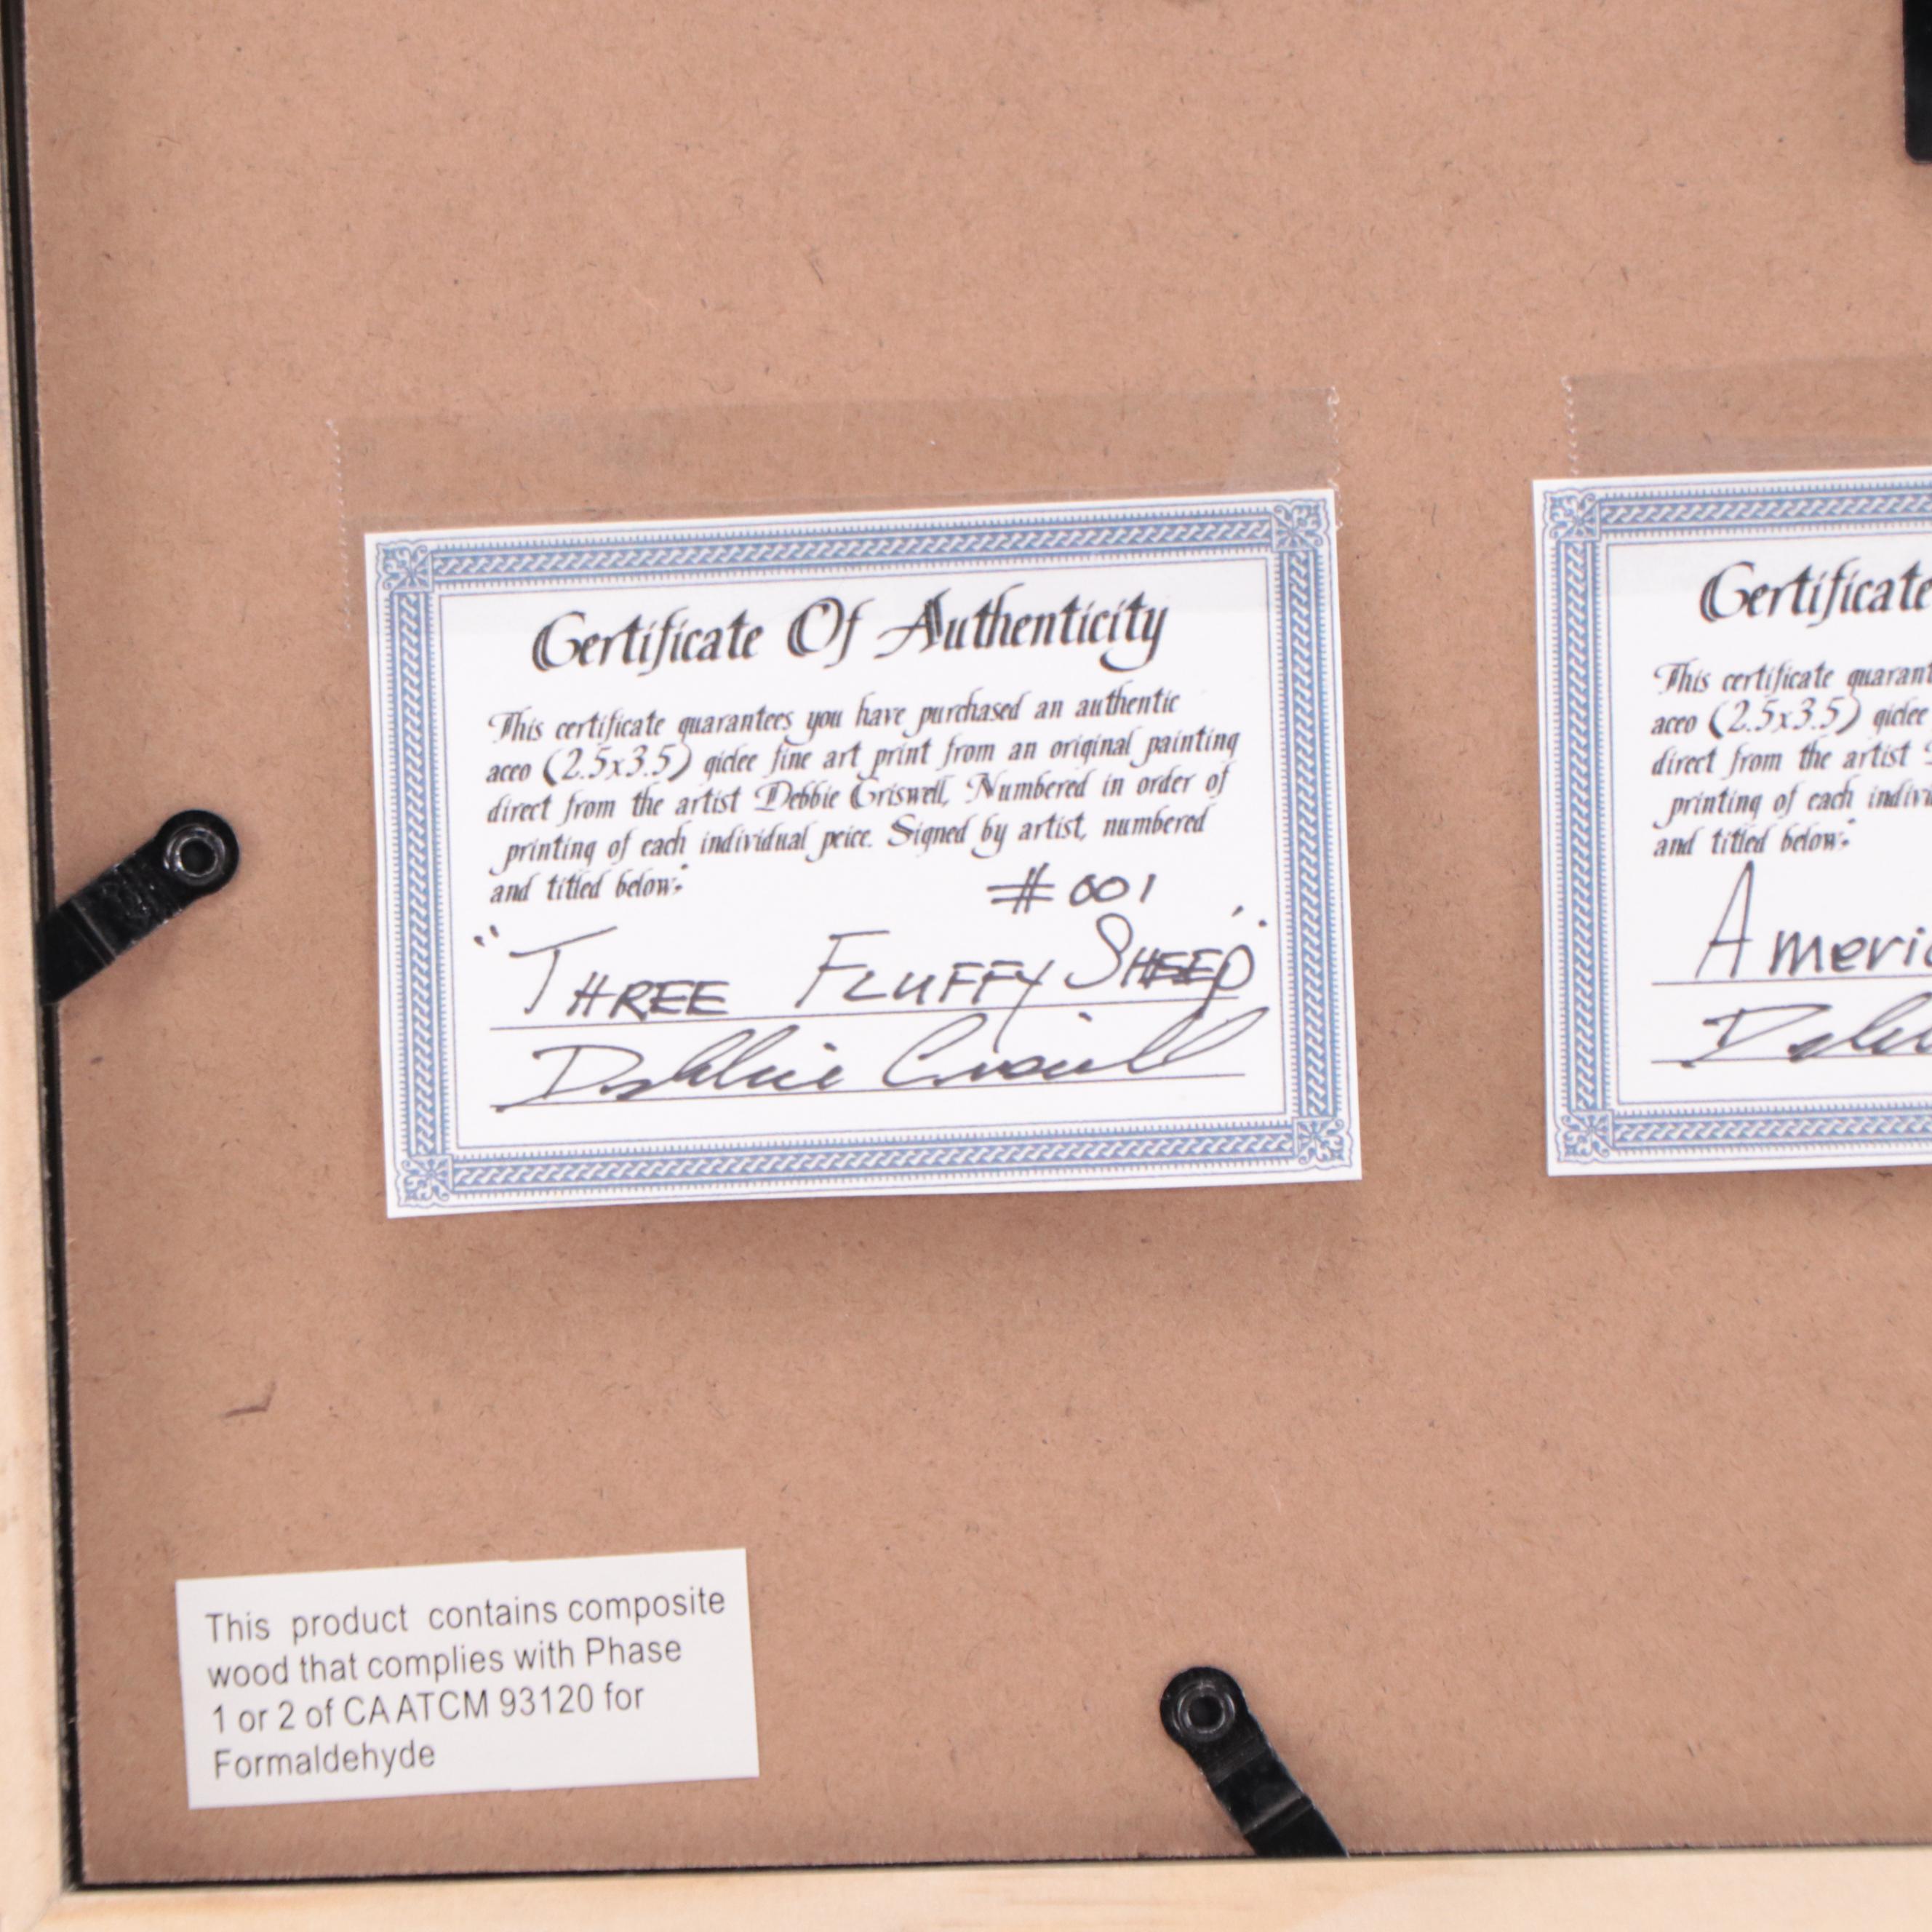 Certificate Of Authenticity
This certificate guarantees you have purchased an authentic
aceo (2.5x3.5) giclee fine art print from an original painting
direct from the artist Debbie Criswell, Numbered in order of
printing of each individual peice. Signed by artist, numbered
and titled below:
#001
"THREE FLUFFY SHEEP"
Debbie Criswell
Certificate
This certificate
aceo (2.5x3.5) giclee
direct from the artist
printing of each
and titled below:
This product contains composite
wood that complies with Phase
1 or 2 of CA ATCM 93120 for
Formaldehyde